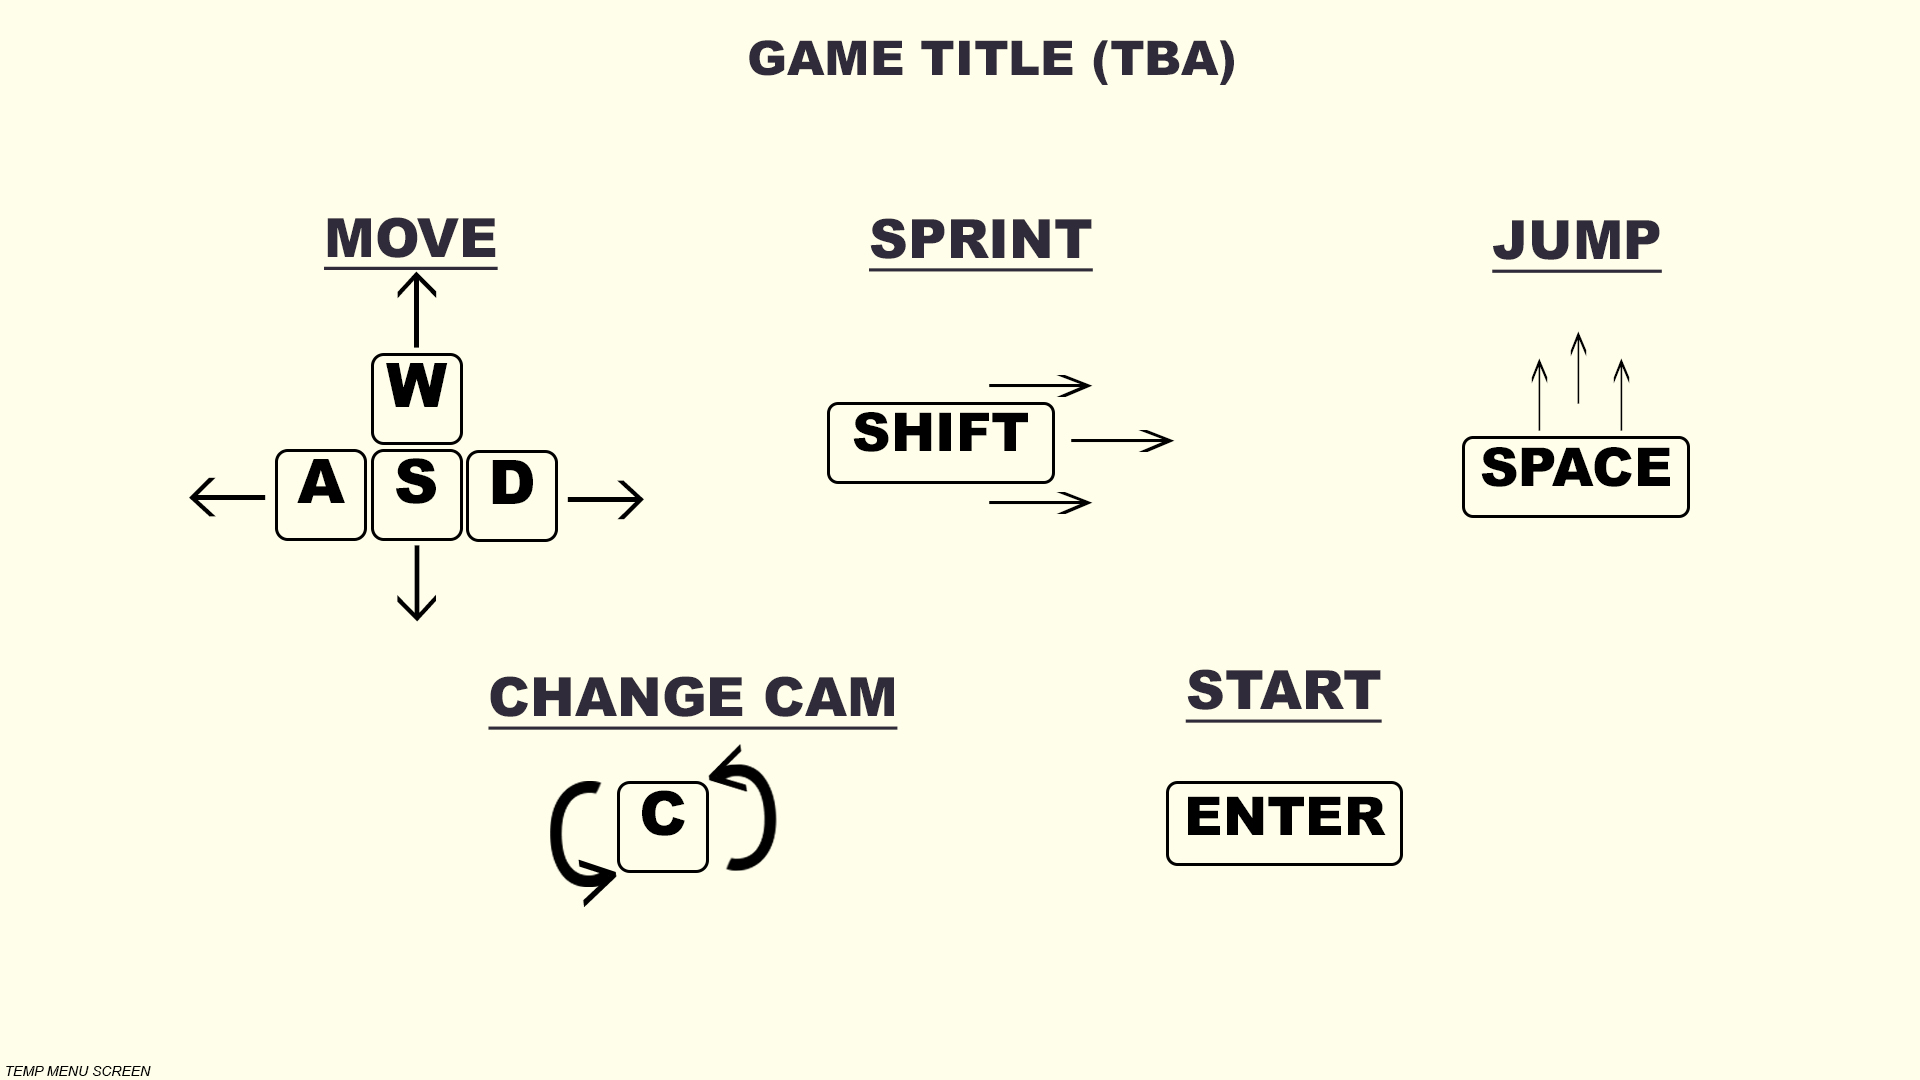 GAME TITLE (TBA)
MOVE
SPRINT
JUMP
W
A S D
SHIFT
SPACE
CHANGE CAM
START
C
ENTER
TEMP MENU SCREEN